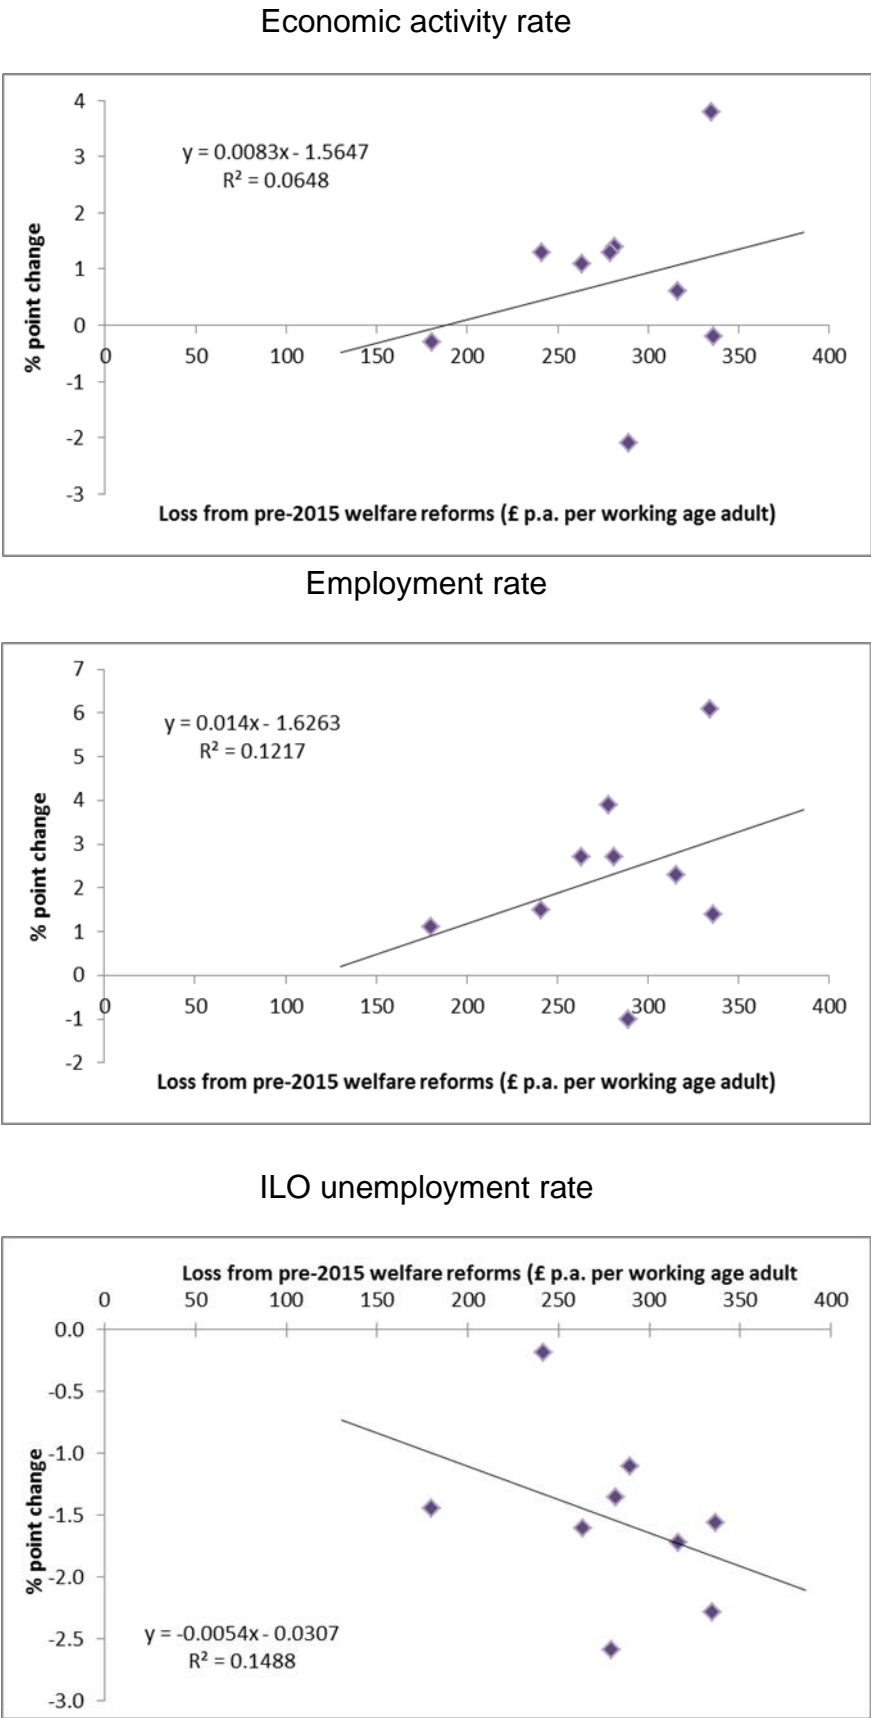 Economic activity rate
4
y = 0.0083x - 1.5647
3
R² = 0.0648
2
1
0
0 50 100 150 200 250 300 350 400
-1
-2
-3
% point change
Loss from pre-2015 welfare reforms (£ p.a. per working age adult)
Employment rate
7
6
y = 0.014x - 1.6263
R² = 0.1217
5
4
3
2
1
0
0 50 100 150 200 250 300 350 400
-1
-2
% point change
Loss from pre-2015 welfare reforms (£ p.a. per working age adult)
ILO unemployment rate
Loss from pre-2015 welfare reforms (£ p.a. per working age adult
0 50 100 150 200 250 300 350 400
0.0
-0.5
-1.0
-1.5
-2.0
-2.5
-3.0
% point change
y = -0.0054x - 0.0307
R² = 0.1488